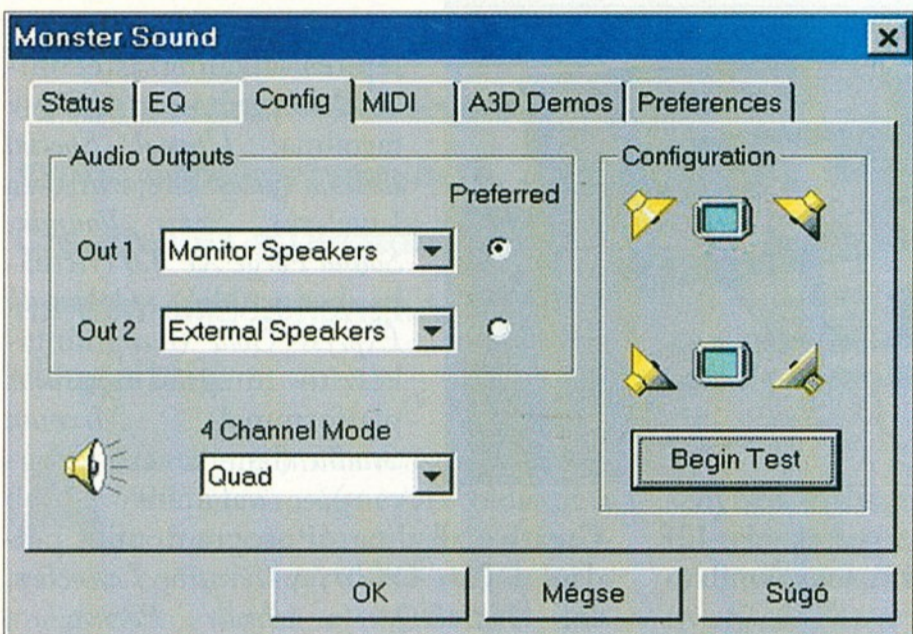 Monster Sound
Status EQ Config MIDI A3D Demos Preferences
Audio Outputs
Preferred
Out 1 Monitor Speakers
Out 2 External Speakers
4 Channel Mode
Quad
Configuration
Begin Test
OK Mégse Súgó